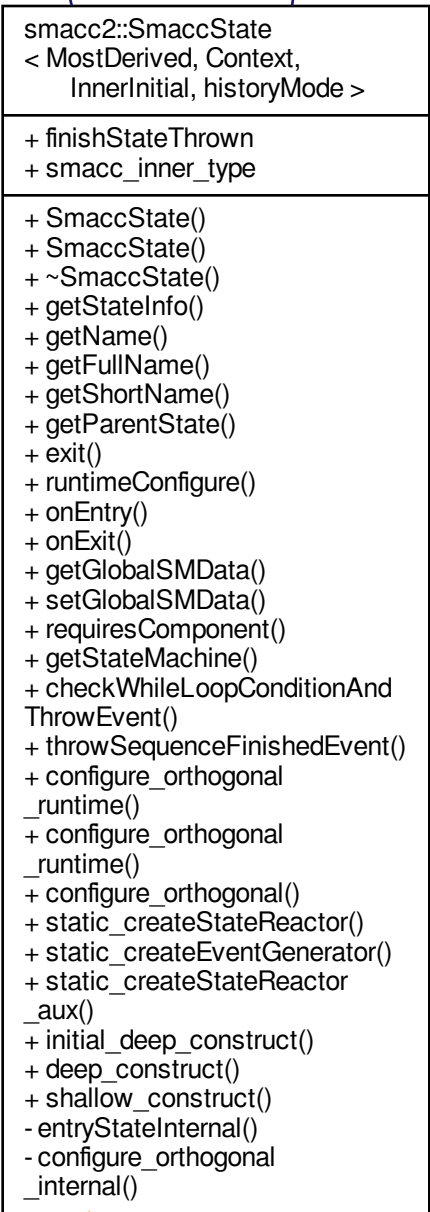 smacc2::SmaccState
< MostDerived, Context,
InnerInitial, historyMode >
+ finishStateThrown
+ smacc_inner_type
+ SmaccState()
+ SmaccState()
+ ~SmaccState()
+ getStateInfo()
+ getName()
+ getFullName()
+ getShortName()
+ getParentState()
+ exit()
+ runtimeConfigure()
+ onEntry()
+ onExit()
+ getGlobalSMData()
+ setGlobalSMData()
+ requiresComponent()
+ getStateMachine()
+ checkWhileLoopConditionAnd
ThrowEvent()
+ throwSequenceFinishedEvent()
+ configure_orthogonal
_runtime()
+ configure_orthogonal
_runtime()
+ configure_orthogonal()
+ static_createStateReactor()
+ static_createEventGenerator()
+ static_createStateReactor
_aux()
+ initial_deep_construct()
+ deep_construct()
+ shallow_construct()
- entryStateInternal()
- configure_orthogonal
_internal()